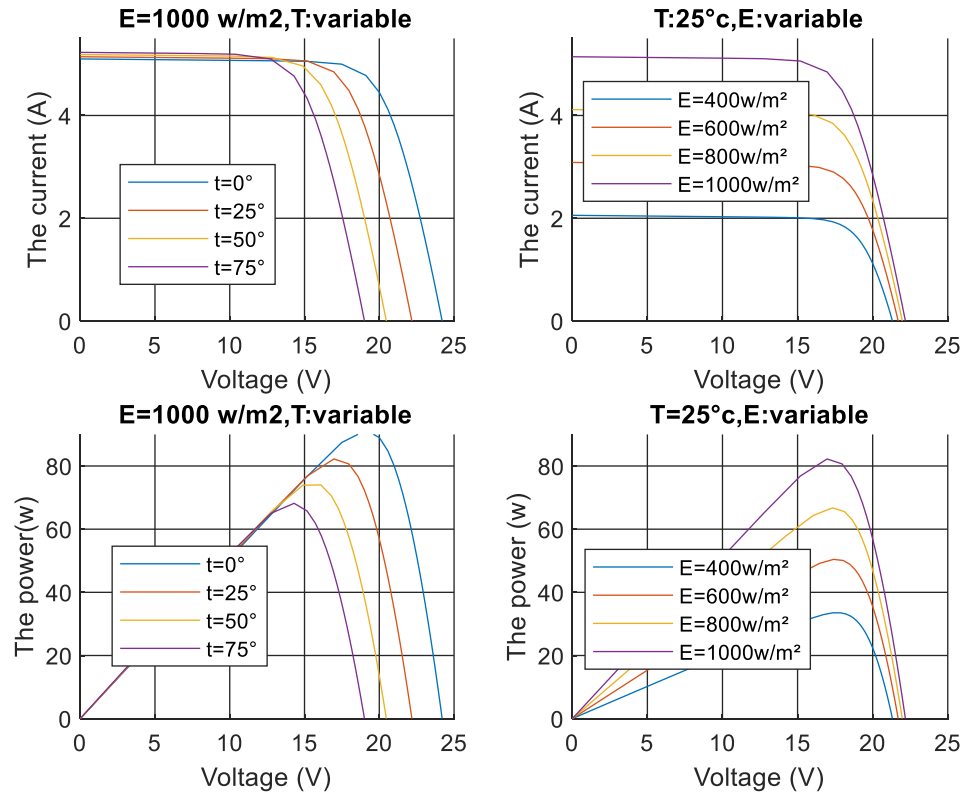 E=1000 w/m2,T:variable
The current (A)
4
2
0
t=0°
t=25°
t=50°
t=75°
0 5 10 15 20 25
Voltage (V)
T:25°c,E:variable
The current (A)
4
2
0
E=400w/m²
E=600w/m²
E=800w/m²
E=1000w/m²
0 5 10 15 20 25
Voltage (V)
E=1000 w/m2,T:variable
The power(w)
80
60
40
20
0
t=0°
t=25°
t=50°
t=75°
0 5 10 15 20 25
Voltage (V)
T=25°c,E:variable
The power (w)
80
60
40
20
0
E=400w/m²
E=600w/m²
E=800w/m²
E=1000w/m²
0 5 10 15 20 25
Voltage (V)